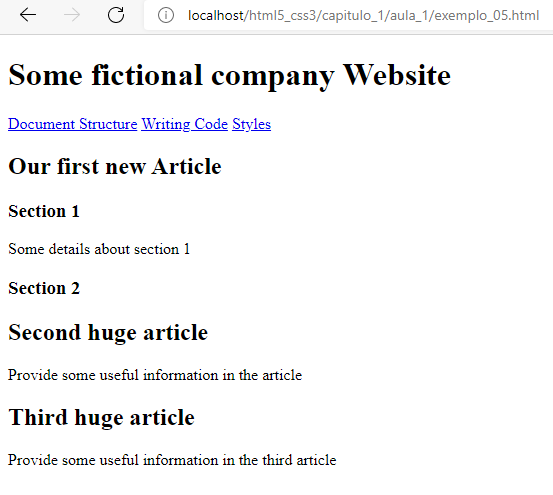 localhost/html5_css3/capitulo_1/aula_1/exemplo_05.html
Some fictional company Website
Document Structure Writing Code Styles
Our first new Article
Section 1
Some details about section 1
Section 2
Second huge article
Provide some useful information in the article
Third huge article
Provide some useful information in the third article